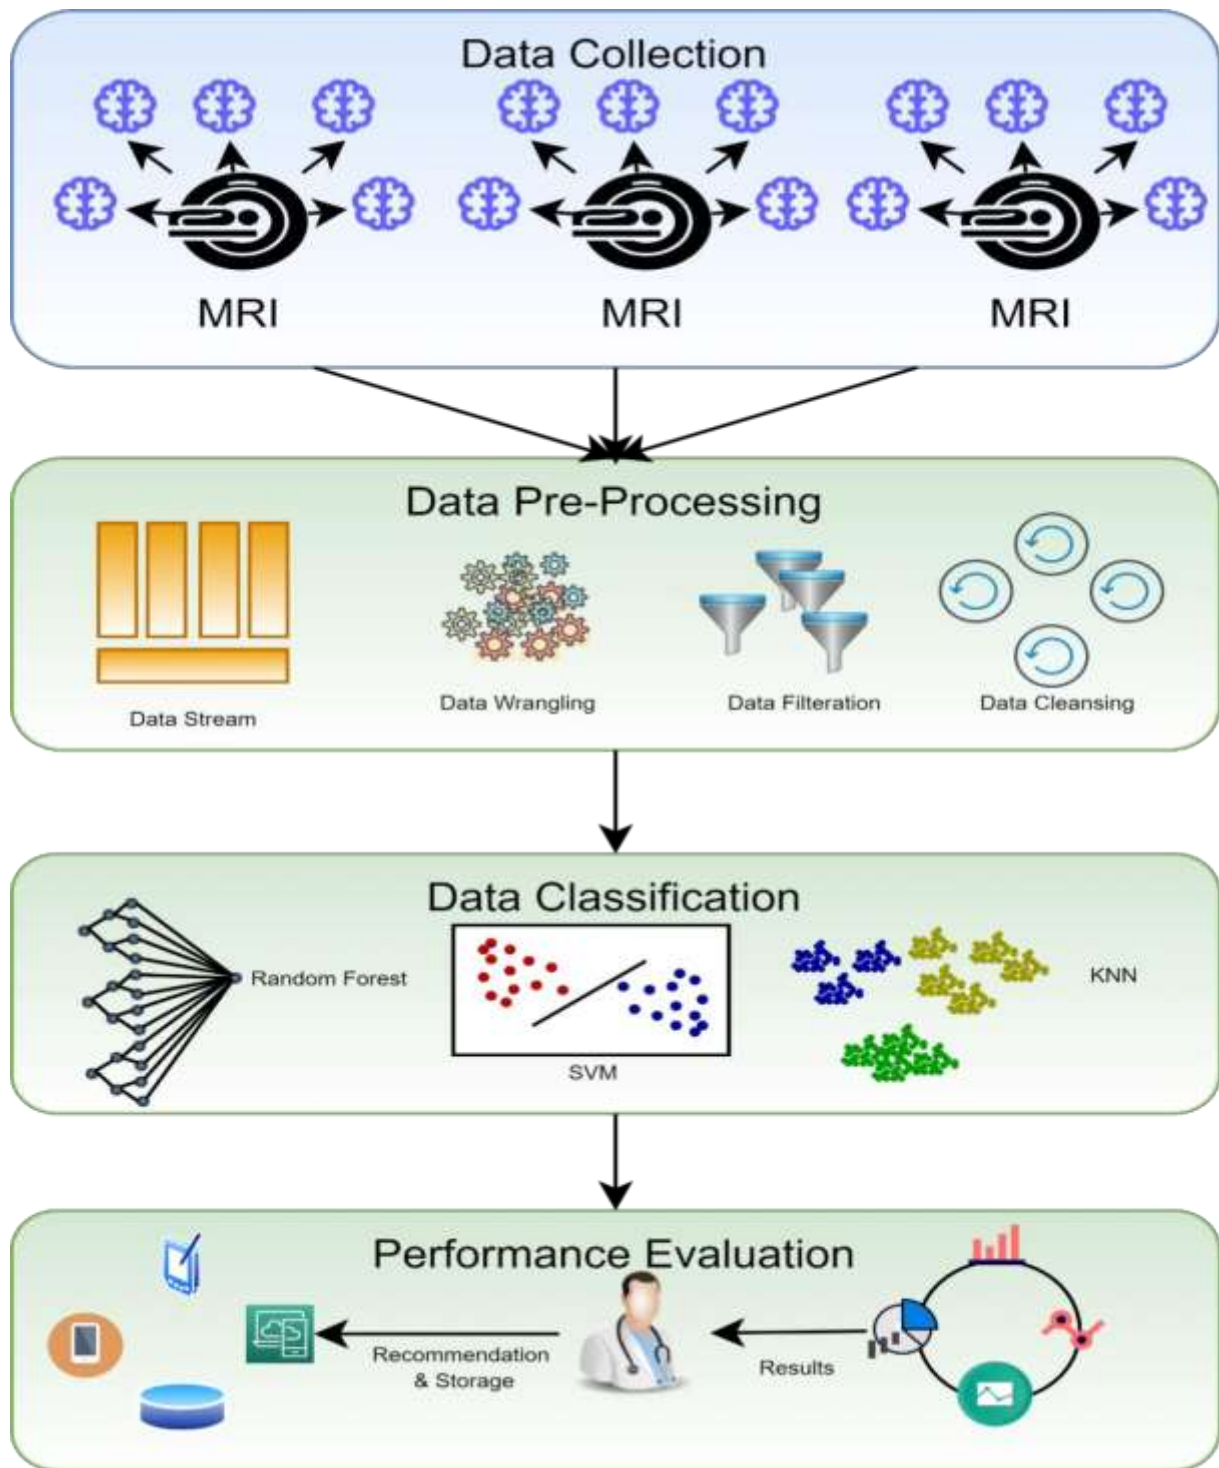 Data Collection
MRI
MRI
MRI
Data Pre-Processing
Data Stream
Data Wrangling
Data Filteration
Data Cleansing
Data Classification
Random Forest
SVM
KNN
Performance Evaluation
Recommendation
& Storage
Results